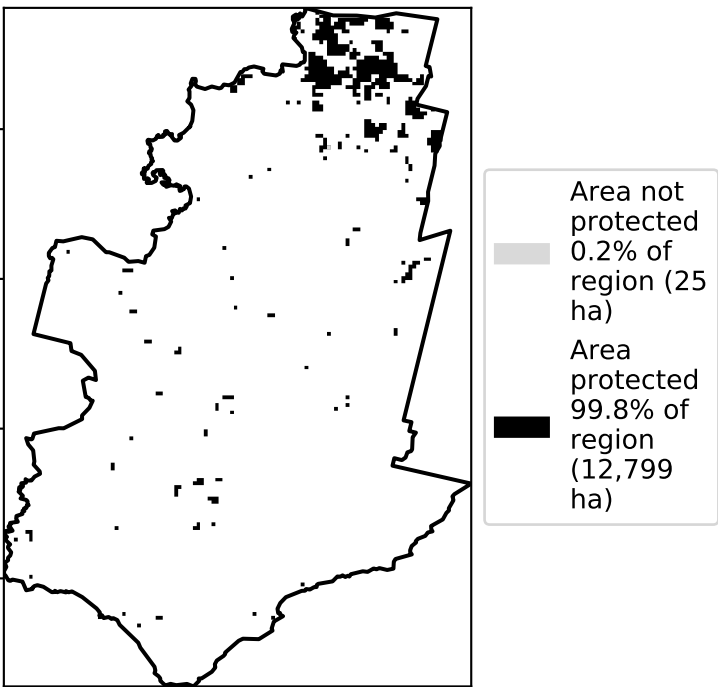 Area not
protected
0.2% of
region (25
ha)
Area
protected
99.8% of
region
(12,799
ha)